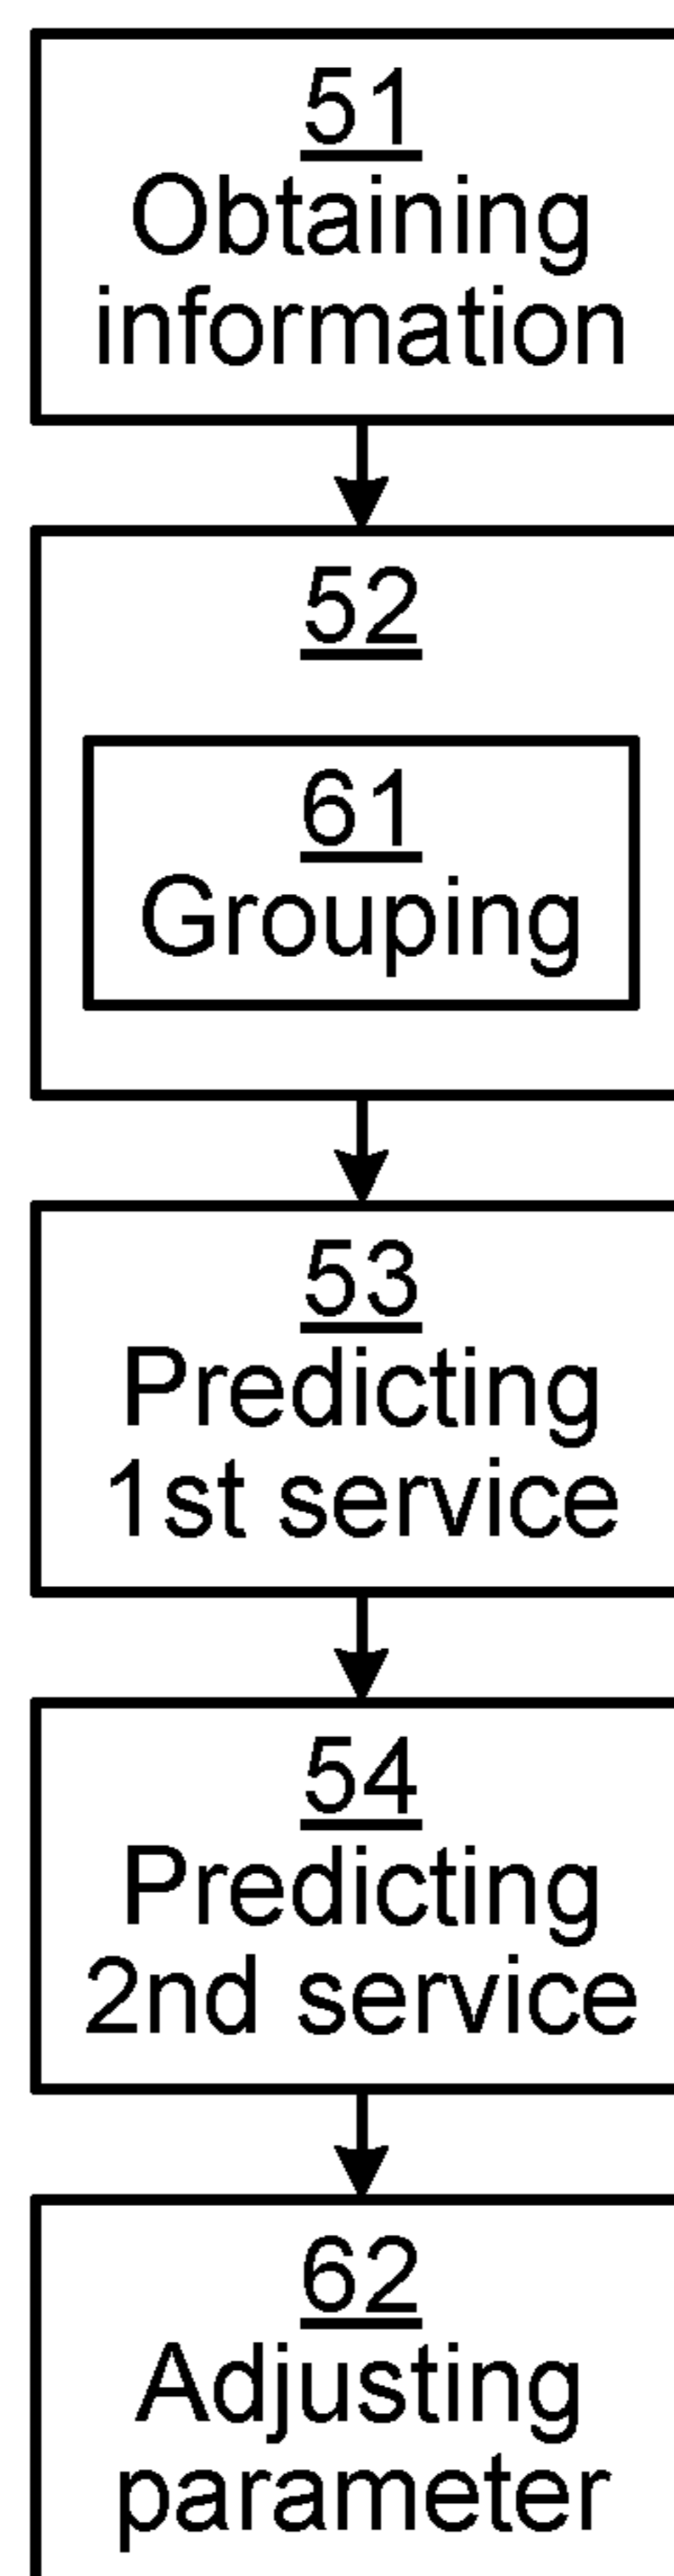 51
Obtaining
information
52
61
Grouping
53
Predicting
1st service
54
Predicting
2nd service
62
Adjusting
parameter